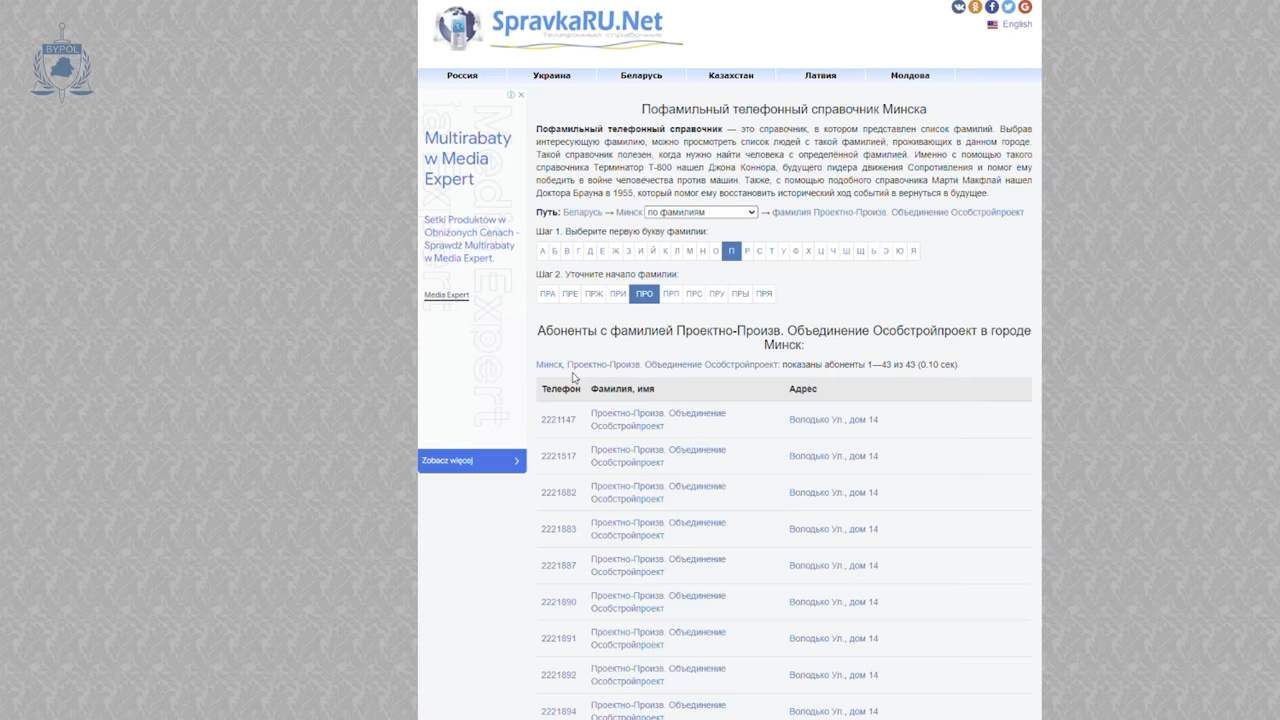 BYPOL
SpravkaRU.Net
Телефонный справочник
English
Россия Украина Беларусь Казахстан Латвия Молдова
Multirabaty
w Media
Expert
Setki Produktów w
Obniżonych Cenach -
Sprawdź Multirabaty
w Media Expert.
Media Expert
Zobacz więcej
Пофамильный телефонный справочник Минска
Пофамильный телефонный справочник — это справочник, в котором представлен список фамилий. Выбрав
интересующую фамилию, можно просмотреть список людей с такой фамилией, проживающих в данном городе.
Такой справочник полезен, когда нужно найти человека с определённой фамилией. Именно с помощью такого
справочника Терминатор Т-800 нашел Джона Коннора, будущего лидера движения Сопротивления и помог ему
победить в войне человечества против машин. Также, с помощью подобного справочника Марти Макфлай нашел
Доктора Брауна в 1955, который помог ему восстановить исторический ход событий в вернуться в будущее.
Путь: Беларусь → Минск по фамилиям → фамилия Проектно-Произв. Объединение Особстройпроект
Шаг 1. Выберите первую букву фамилии:
А Б В Г Д Е Ж З И Й К Л М Н О П Р С Т У Ф Х Ц Ч Ш Щ Ь Э Ю Я
Шаг 2. Уточните начало фамилии:
ПРА ПРЕ ПРЖ ПРИ ПРО ПРП ПРС ПРУ ПРЫ ПРЯ
Абоненты с фамилией Проектно-Произв. Объединение Особстройпроект в городе
Минск:
Минск, Проектно-Произв. Объединение Особстройпроект: показаны абоненты 1—43 из 43 (0.10 сек)
Телефон Фамилия, имя Адрес
2221147 Проектно-Произв. Объединение Особстройпроект Володько Ул., дом 14
2221517 Проектно-Произв. Объединение Особстройпроект Володько Ул., дом 14
2221882 Проектно-Произв. Объединение Особстройпроект Володько Ул., дом 14
2221883 Проектно-Произв. Объединение Особстройпроект Володько Ул., дом 14
2221887 Проектно-Произв. Объединение Особстройпроект Володько Ул., дом 14
2221890 Проектно-Произв. Объединение Особстройпроект Володько Ул., дом 14
2221891 Проектно-Произв. Объединение Особстройпроект Володько Ул., дом 14
2221892 Проектно-Произв. Объединение Особстройпроект Володько Ул., дом 14
2221894 Проектно-Произв. Объединение Особстройпроект Володько Ул., дом 14